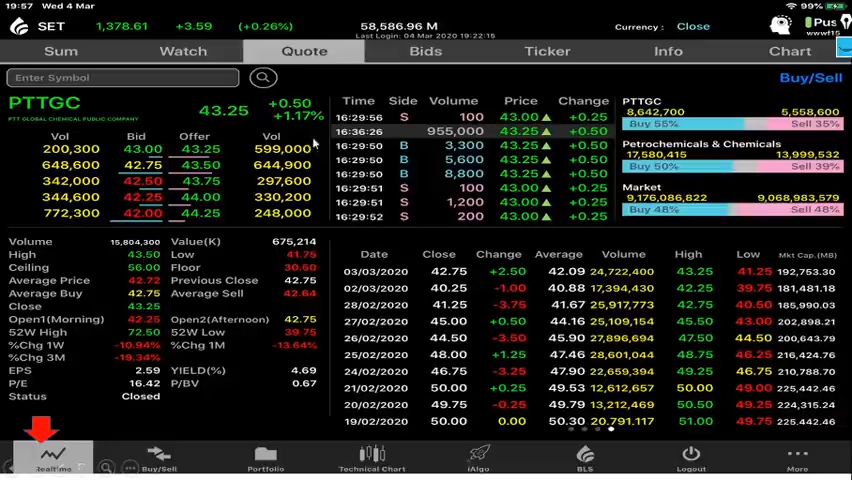 19:57 Wed 4 Mar 99%
SET 1,378.61 +3.59 (+0.26%) 58,586.96 M Currency : Close
Last Login: 04 Mar 2020 19:22:15
Sum Watch Quote Bids Ticker Info Chart
Enter Symbol Buy/Sell
PTTGC 43.25 +0.50
+1.17%
PTT GLOBAL CHEMICAL PUBLIC COMPANY
Vol Bid Offer Vol
200,300 43.00 43.25 599,000
648,600 42.75 43.50 644,900
342,000 42.50 43.75 297,600
344,600 42.25 44.00 330,200
772,300 42.00 44.25 248,000
Time Side Volume Price Change
16:29:56 S 100 43.00 +0.25
16:36:26 955,000 43.25 +0.50
16:29:50 B 3,300 43.25 +0.50
16:29:50 B 5,600 43.25 +0.50
16:29:50 B 8,800 43.25 +0.50
16:29:51 S 100 43.00 +0.25
16:29:51 S 1,200 43.00 +0.25
16:29:52 S 200 43.00 +0.25
PTTGC
8,642,700 5,558,600
Buy 55% Sell 35%
Petrochemicals & Chemicals
17,580,415 13,999,532
Buy 50% Sell 39%
Market
9,176,086,822 9,068,983,579
Buy 48% Sell 48%
Volume 15,804,300 Value(K) 675,214
High 43.50 Low 41.75
Ceiling 56.00 Floor 30.50
Average Price 42.72 Previous Close 42.75
Average Buy 42.75 Average Sell 42.64
Close 43.25
Open1(Morning) 42.25 Open2(Afternoon) 42.75
52W High 72.50 52W Low 39.75
%Chg 1W -10.94% %Chg 1M -13.64%
%Chg 3M -19.34%
EPS 2.59 YIELD(%) 4.69
P/E 16.42 P/BV 0.67
Status Closed
Date Close Change Average Volume High Low Mkt Cap.(MB)
03/03/2020 42.75 +2.50 42.09 24,722,400 43.25 41.25 192,753.30
02/03/2020 40.25 -1.00 40.88 17,394,430 42.25 39.75 181,481.18
28/02/2020 41.25 -3.75 41.67 25,917,773 42.75 40.50 185,990.03
27/02/2020 45.00 +0.50 44.16 25,109,154 45.50 43.00 202,898.21
26/02/2020 44.50 -3.50 45.90 27,896,694 47.50 44.50 200,643.79
25/02/2020 48.00 +1.25 47.46 28,601,044 48.75 45.75 216,424.76
24/02/2020 46.75 -3.25 47.80 22,659,394 49.25 46.75 210,788.70
21/02/2020 50.00 +0.25 49.53 12,612,657 50.00 49.00 225,442.46
20/02/2020 49.75 -0.25 49.79 13,212,469 50.50 49.25 224,315.24
19/02/2020 50.00 0.00 50.30 20,791,117 51.00 49.75 225,442.46
Realtime Buy/Sell Portfolio Technical Chart iAlgo BLS Logout More